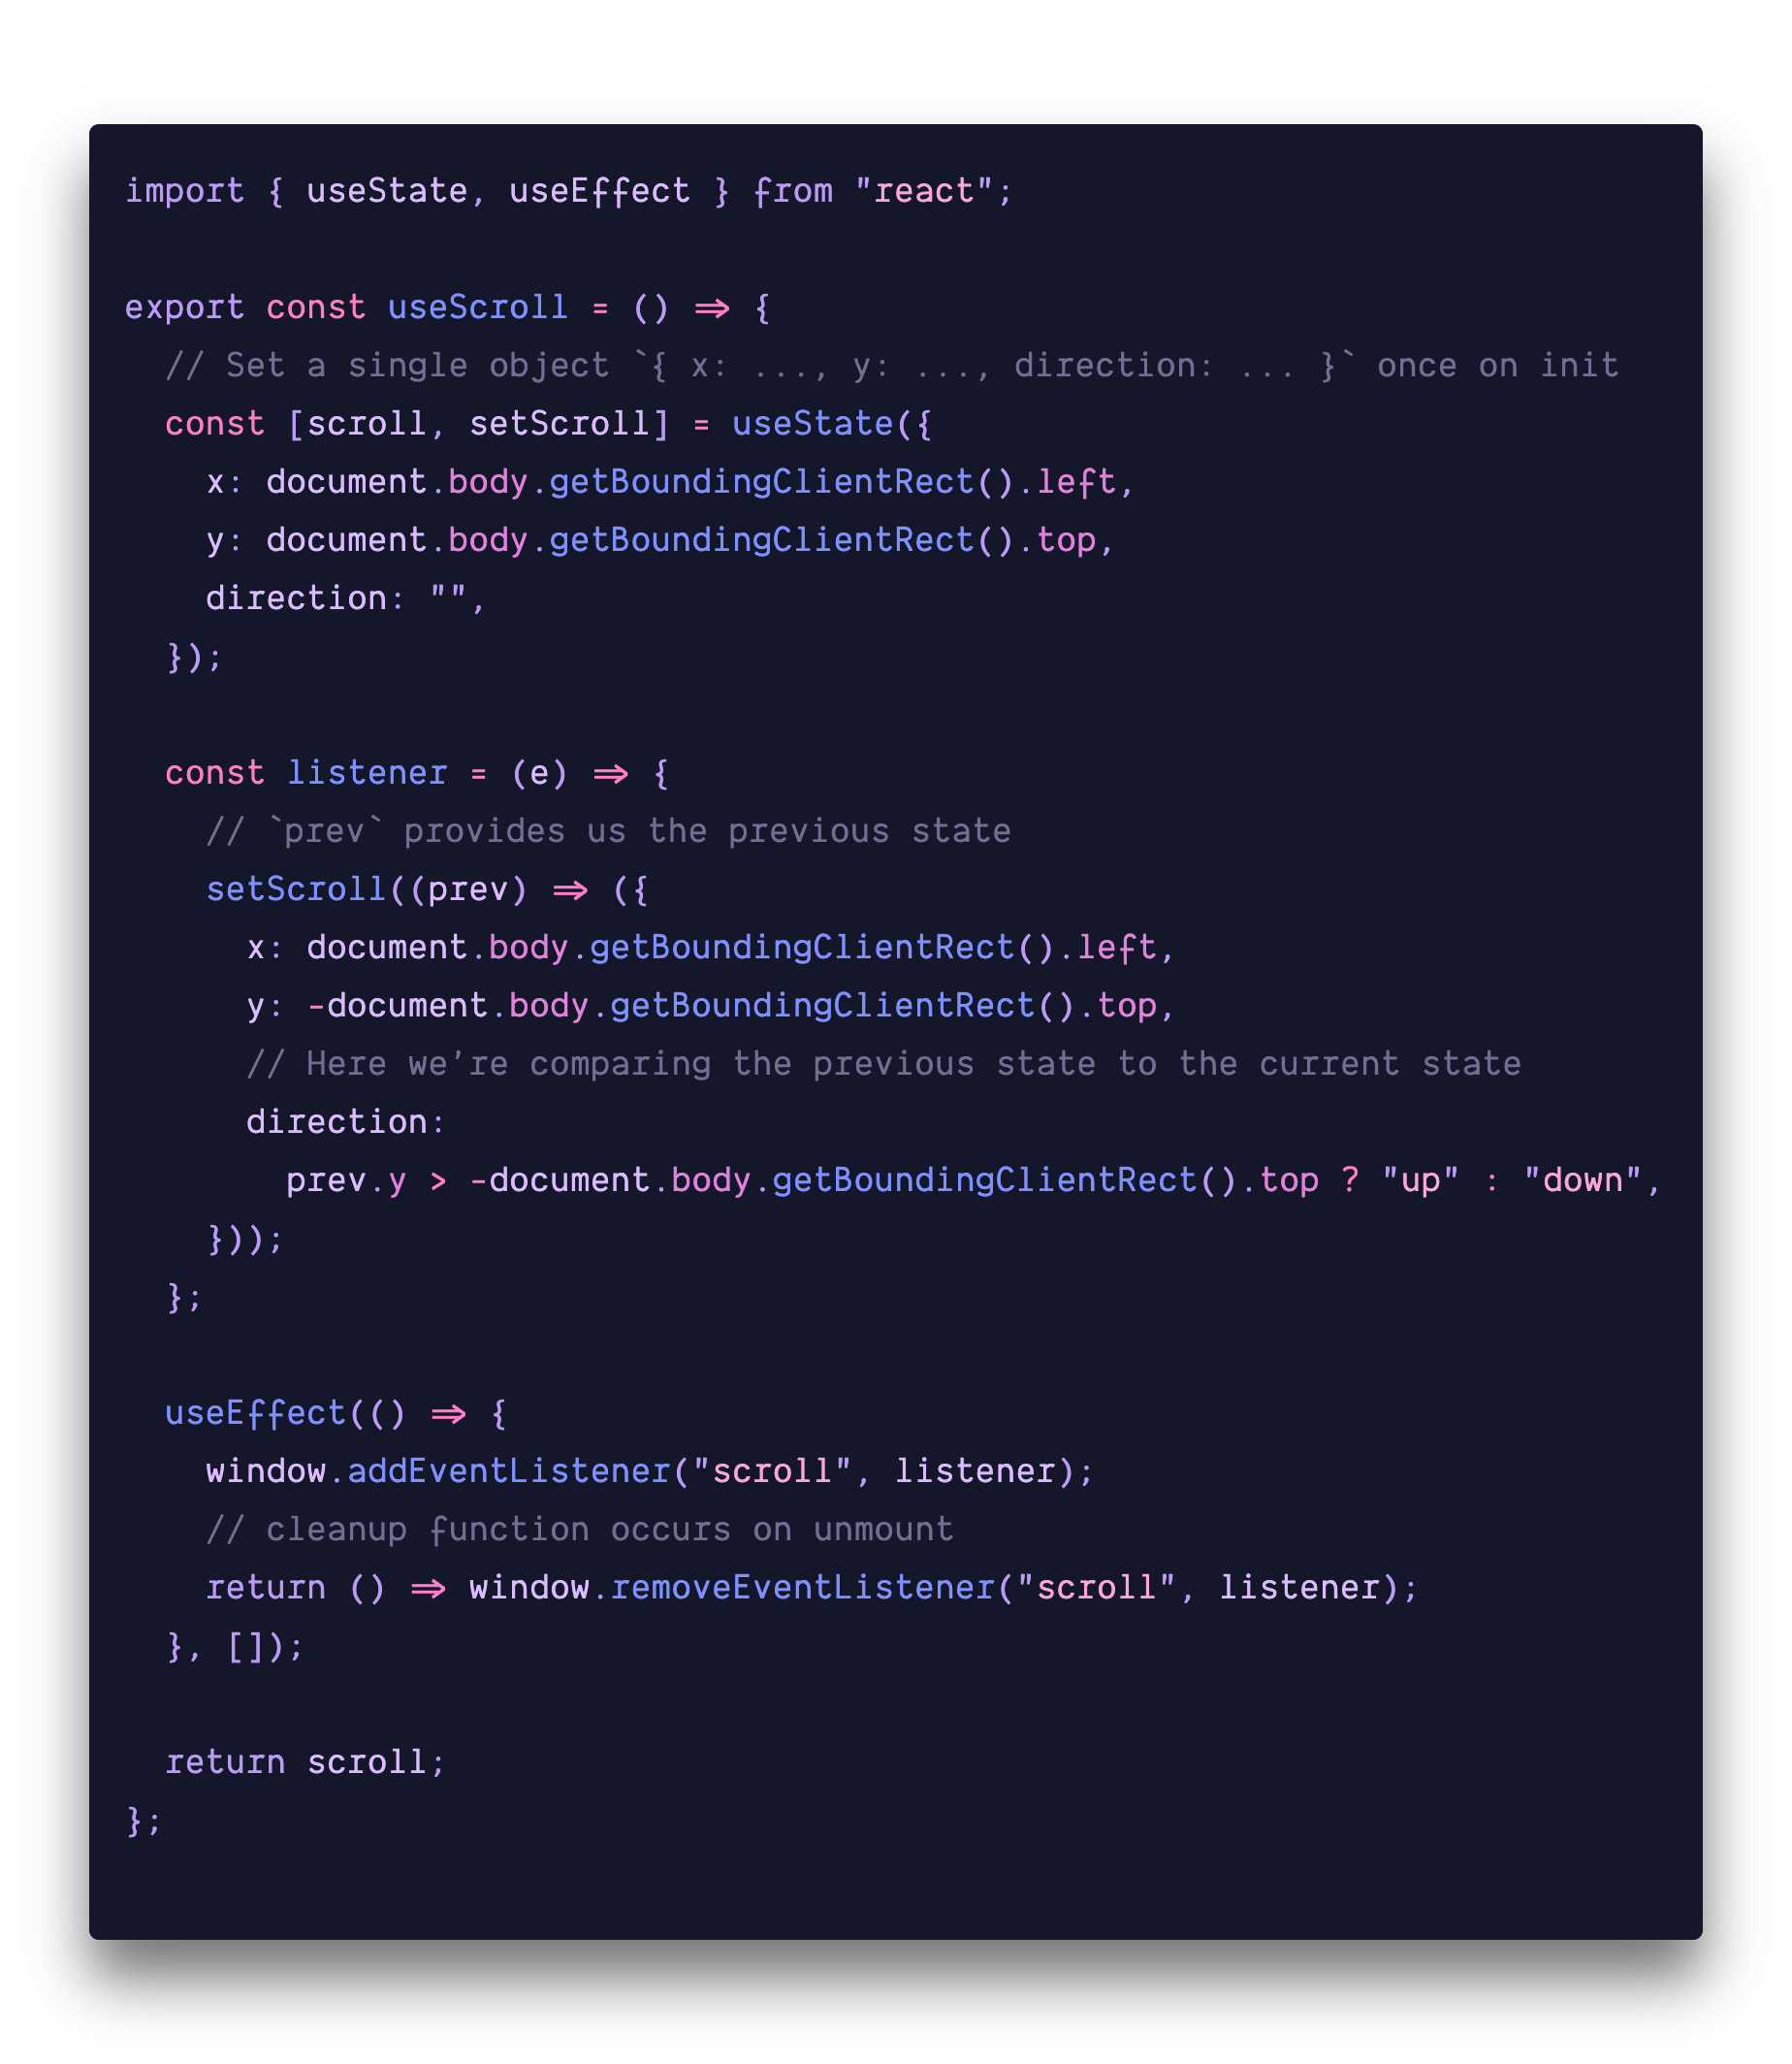 import { useState, useEffect } from "react";
export const useScroll = () => {
// Set a single object `{ x: ..., y: ..., direction: ... }` once on init
const [scroll, setScroll] = useState({
x: document.body.getBoundingClientRect().left,
y: document.body.getBoundingClientRect().top,
direction: "",
});
const listener = (e) => {
// `prev` provides us the previous state
setScroll((prev) => ({
x: document.body.getBoundingClientRect().left,
y: -document.body.getBoundingClientRect().top,
// Here we’re comparing the previous state to the current state
direction:
prev.y > -document.body.getBoundingClientRect().top ? "up" : "down",
}));
};
useEffect(() => {
window.addEventListener("scroll", listener);
// cleanup function occurs on unmount
return () => window.removeEventListener("scroll", listener);
}, []);
return scroll;
};